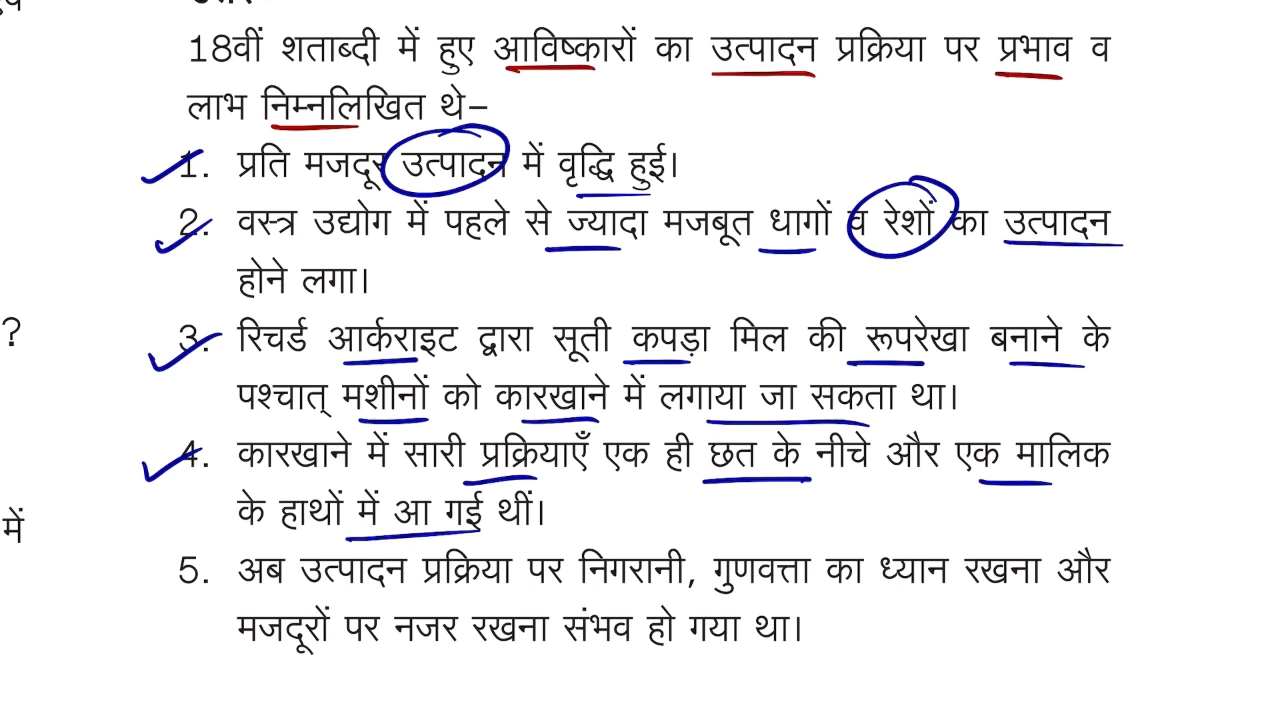 18वीं शताब्दी में हुए आविष्कारों का उत्पादन प्रक्रिया पर प्रभाव व
लाभ निम्नलिखित थे–
1. प्रति मजदूर उत्पादन में वृद्धि हुई।
2. वस्त्र उद्योग में पहले से ज्यादा मजबूत धागों व रेशों का उत्पादन
होने लगा।
?
3. रिचर्ड आर्कराइट द्वारा सूती कपड़ा मिल की रूपरेखा बनाने के
पश्चात् मशीनों को कारखाने में लगाया जा सकता था।
4. कारखाने में सारी प्रक्रियाएँ एक ही छत के नीचे और एक मालिक
के हाथों में आ गई थीं।
में
5. अब उत्पादन प्रक्रिया पर निगरानी, गुणवत्ता का ध्यान रखना और
मजदूरों पर नजर रखना संभव हो गया था।